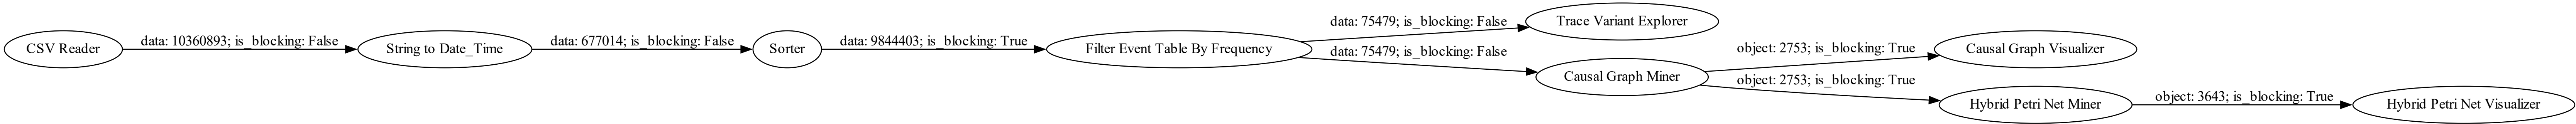 CSV Reader
data: 10360893; is_blocking: False
String to Date_Time
data: 677014; is_blocking: False
Sorter
data: 9844403; is_blocking: True
Filter Event Table By Frequency
data: 75479; is_blocking: False
Trace Variant Explorer
data: 75479; is_blocking: False
Causal Graph Miner
object: 2753; is_blocking: True
Causal Graph Visualizer
object: 2753; is_blocking: True
Hybrid Petri Net Miner
object: 3643; is_blocking: True
Hybrid Petri Net Visualizer